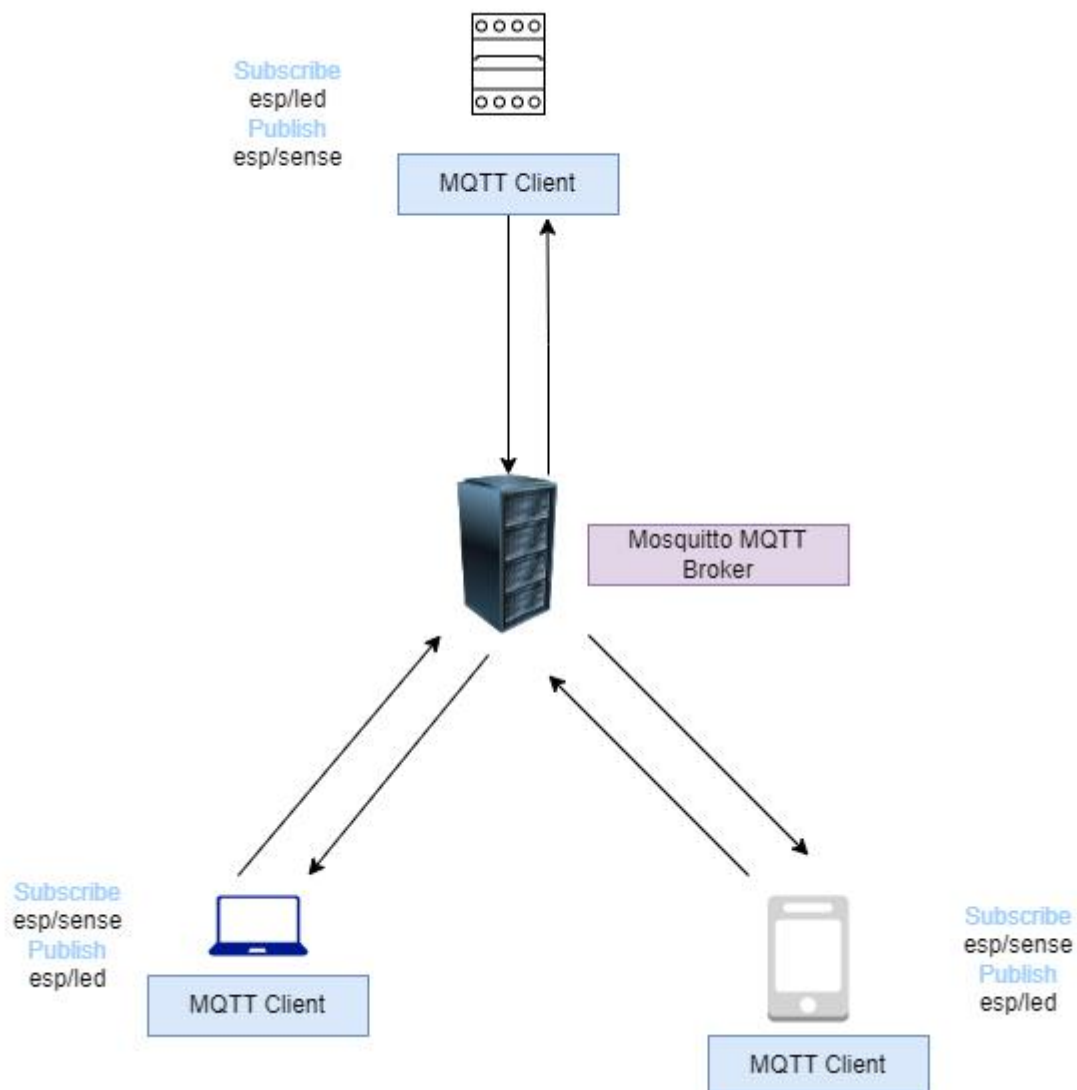 Subscribe
esp/led
Publish
esp/sense
MQTT Client
Mosquitto MQTT
Broker
Subscribe
esp/sense
Publish
esp/led
MQTT Client
Subscribe
esp/sense
Publish
esp/led
MQTT Client